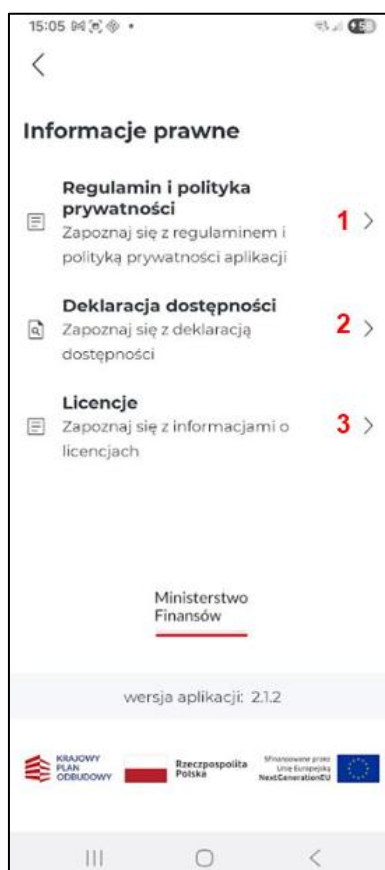 15:05
58
Informacje prawne
Regulamin i polityka
prywatności
Zapoznaj się z regulaminem i
polityką prywatności aplikacji
1
Deklaracja dostępności
Zapoznaj się z deklaracją
dostępności
2
Licencje
Zapoznaj się z informacjami o
licencjach
3
Ministerstwo
Finansów
wersja aplikacji: 2.1.2
KRAJOWY
PLAN
ODBUDOWY
Rzeczpospolita
Polska
Sfinansowane przez
Unię Europejską
NextGenerationEU